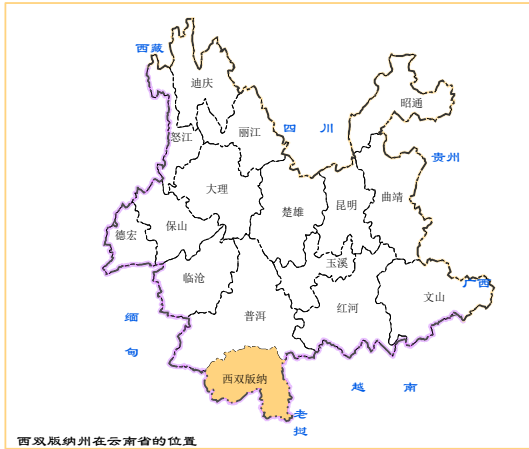 西藏
迪庆
昭通
怒江
丽江
四川
贵州
大理
楚雄
昆明
曲靖
德宏
保山
临沧
玉溪
广西
文山
普洱
红河
缅甸
西双版纳
越南
老挝
西双版纳州在云南省的位置